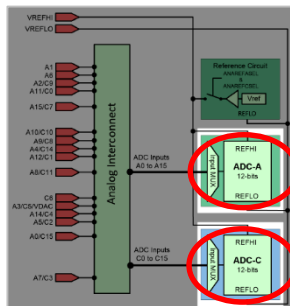 VREFHI
VREFLO
Reference Circuit
ANAREFASEL
&
ANAREFCSEL
Vref
REFLO
A1
A6
A2/C9
A11/C0
A15/C7
A10/C10
A9/C8
A4/C14
A12/C1
A8/C11
C6
A3/C5/VDAC
A14/C4
A5/C2
A0/C15
A7/C3
Analog Interconnect
ADC Inputs
A0 to A15
Input MUX
REFHI
ADC-A
12-bits
REFLO
ADC Inputs
C0 to C15
Input MUX
REFHI
ADC-C
12-bits
REFLO